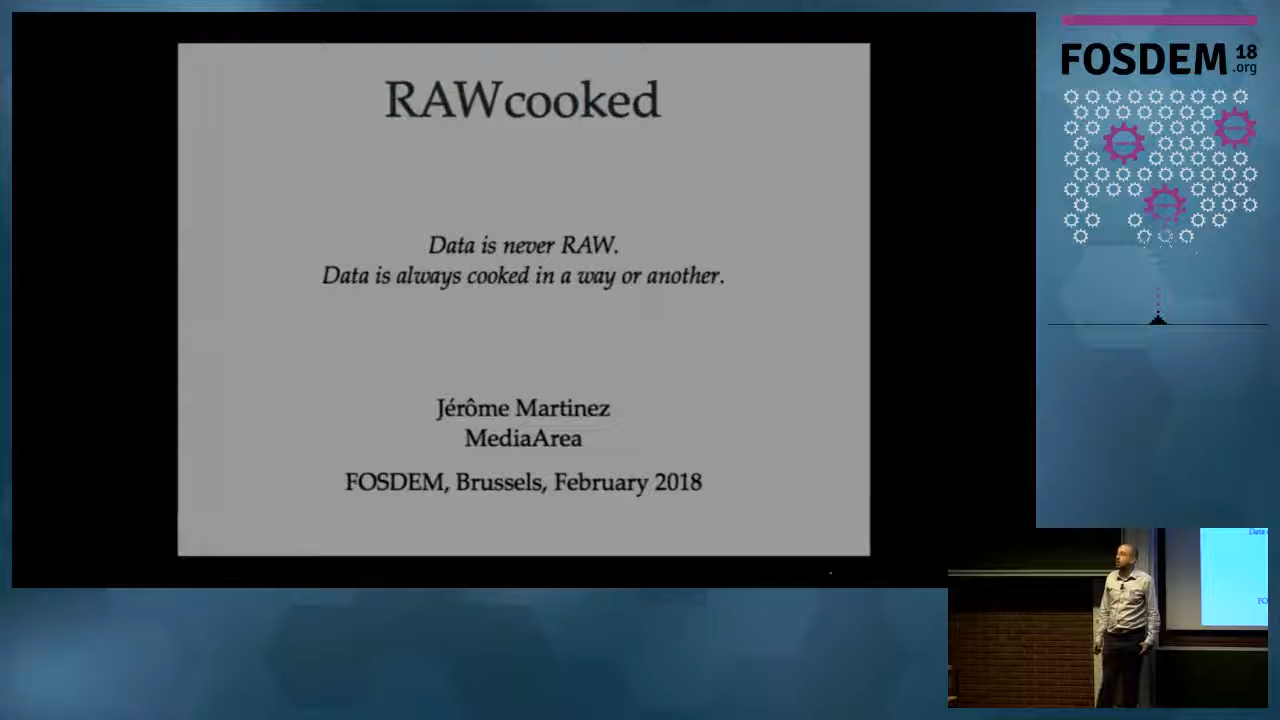 RAWcooked
Data is never RAW.
Data is always cooked in a way or another.
Jérôme Martinez
MediaArea
FOSDEM, Brussels, February 2018
FOSDEM 18
.org